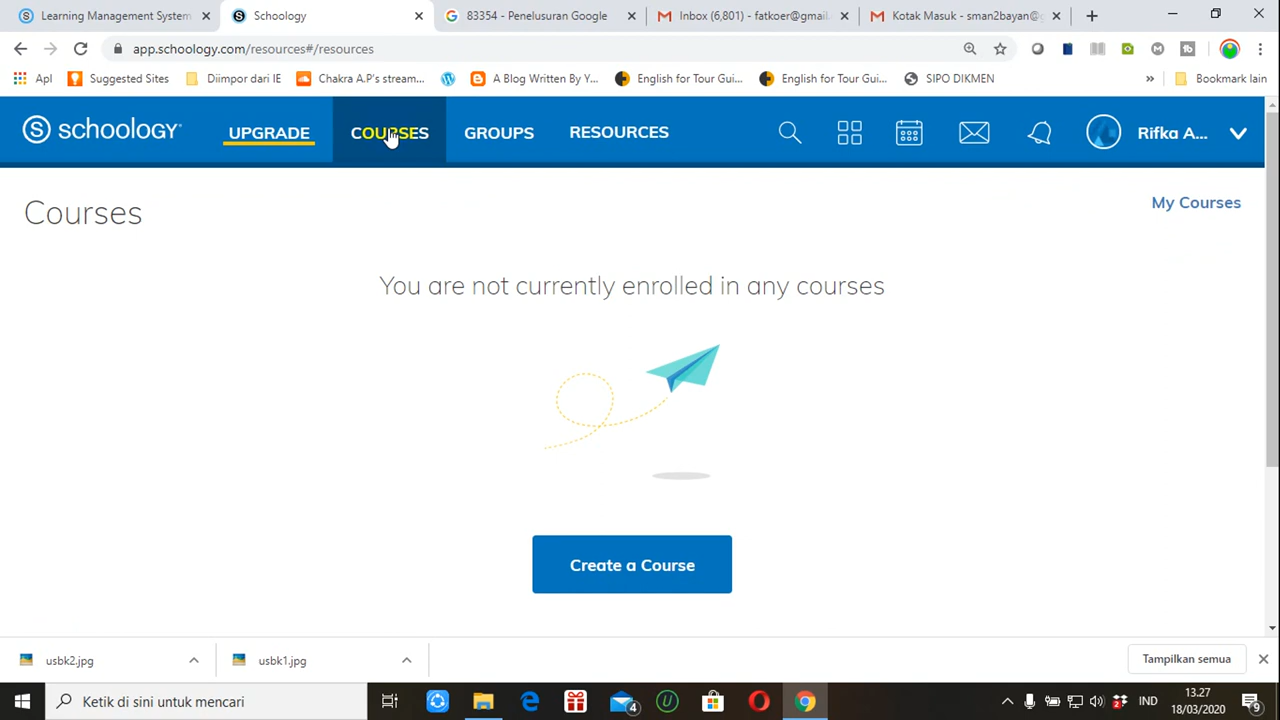 Learning Management System
Schoology
83354 - Penelusuran Google
Inbox (6,801) - fatkoer@gmail.
Kotak Masuk - sman2bayan@g
app.schoology.com/resources#/resources
Apl
Suggested Sites
Diimpor dari IE
Chakra A.P's stream...
A Blog Written By Y...
English for Tour Gui...
English for Tour Gui...
SIPO DIKMEN
»
Bookmark lain
S schoology
UPGRADE
COURSES
GROUPS
RESOURCES
Rifka A...
Courses
My Courses
You are not currently enrolled in any courses
Create a Course
usbk2.jpg
usbk1.jpg
Tampilkan semua
Ketik di sini untuk mencari
4
2
IND
13.27
18/03/2020
9